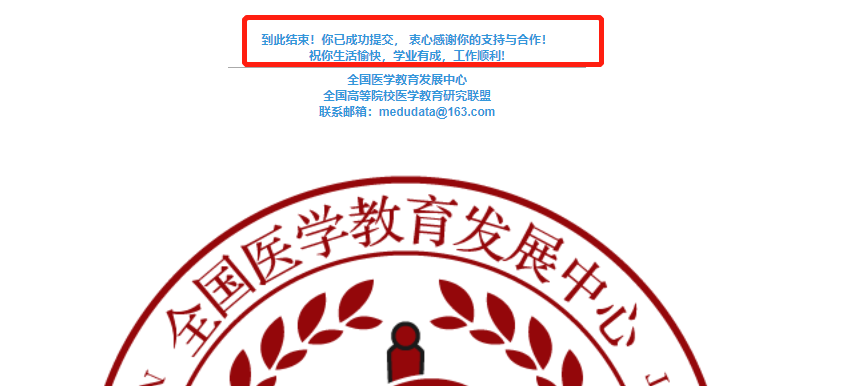 到此结束！你已成功提交， 衷心感谢你的支持与合作！
祝你生活愉快，学业有成，工作顺利！
全国医学教育发展中心
全国高等院校医学教育研究联盟
联系邮箱：medudata@163.com
全国医学教育发展中心